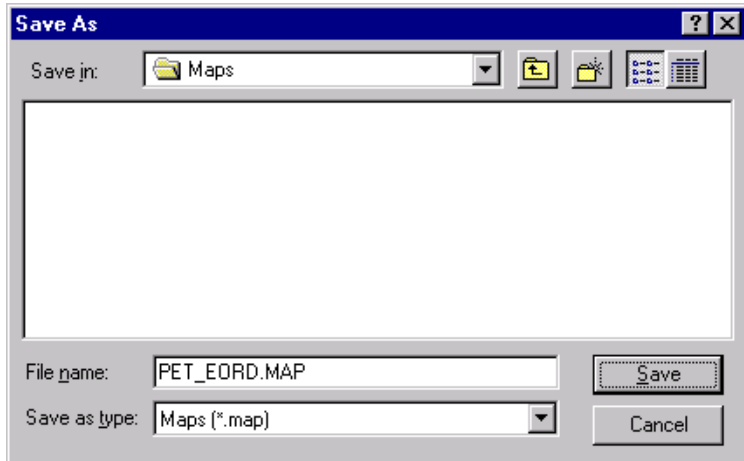 Save As
Save in: Maps
File name: PET_EORD.MAP Save
Save as type: Maps (*.map) Cancel